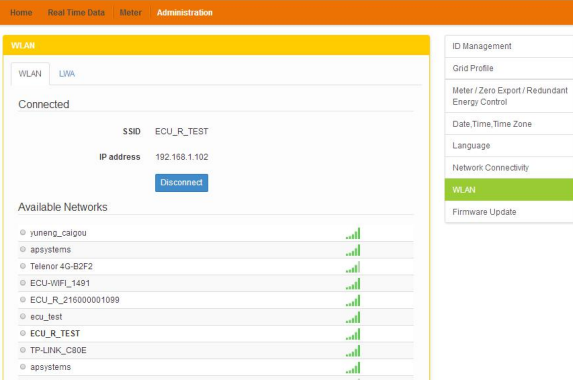 Home Real Time Data Meter Administration
WLAN
WLAN LWA
Connected
SSID ECU_R_TEST
IP address 192.168.1.102
Disconnect
Available Networks
yuneng_caigou
apsystems
Telenor 4G-B2F2
ECU-WIFI_1491
ECU_R_216000001099
ecu_test
ECU_R_TEST
TP-LINK_C80E
apsystems
ID Management
Grid Profile
Meter / Zero Export / Redundant
Energy Control
Date,Time,Time Zone
Language
Network Connectivity
WLAN
Firmware Update